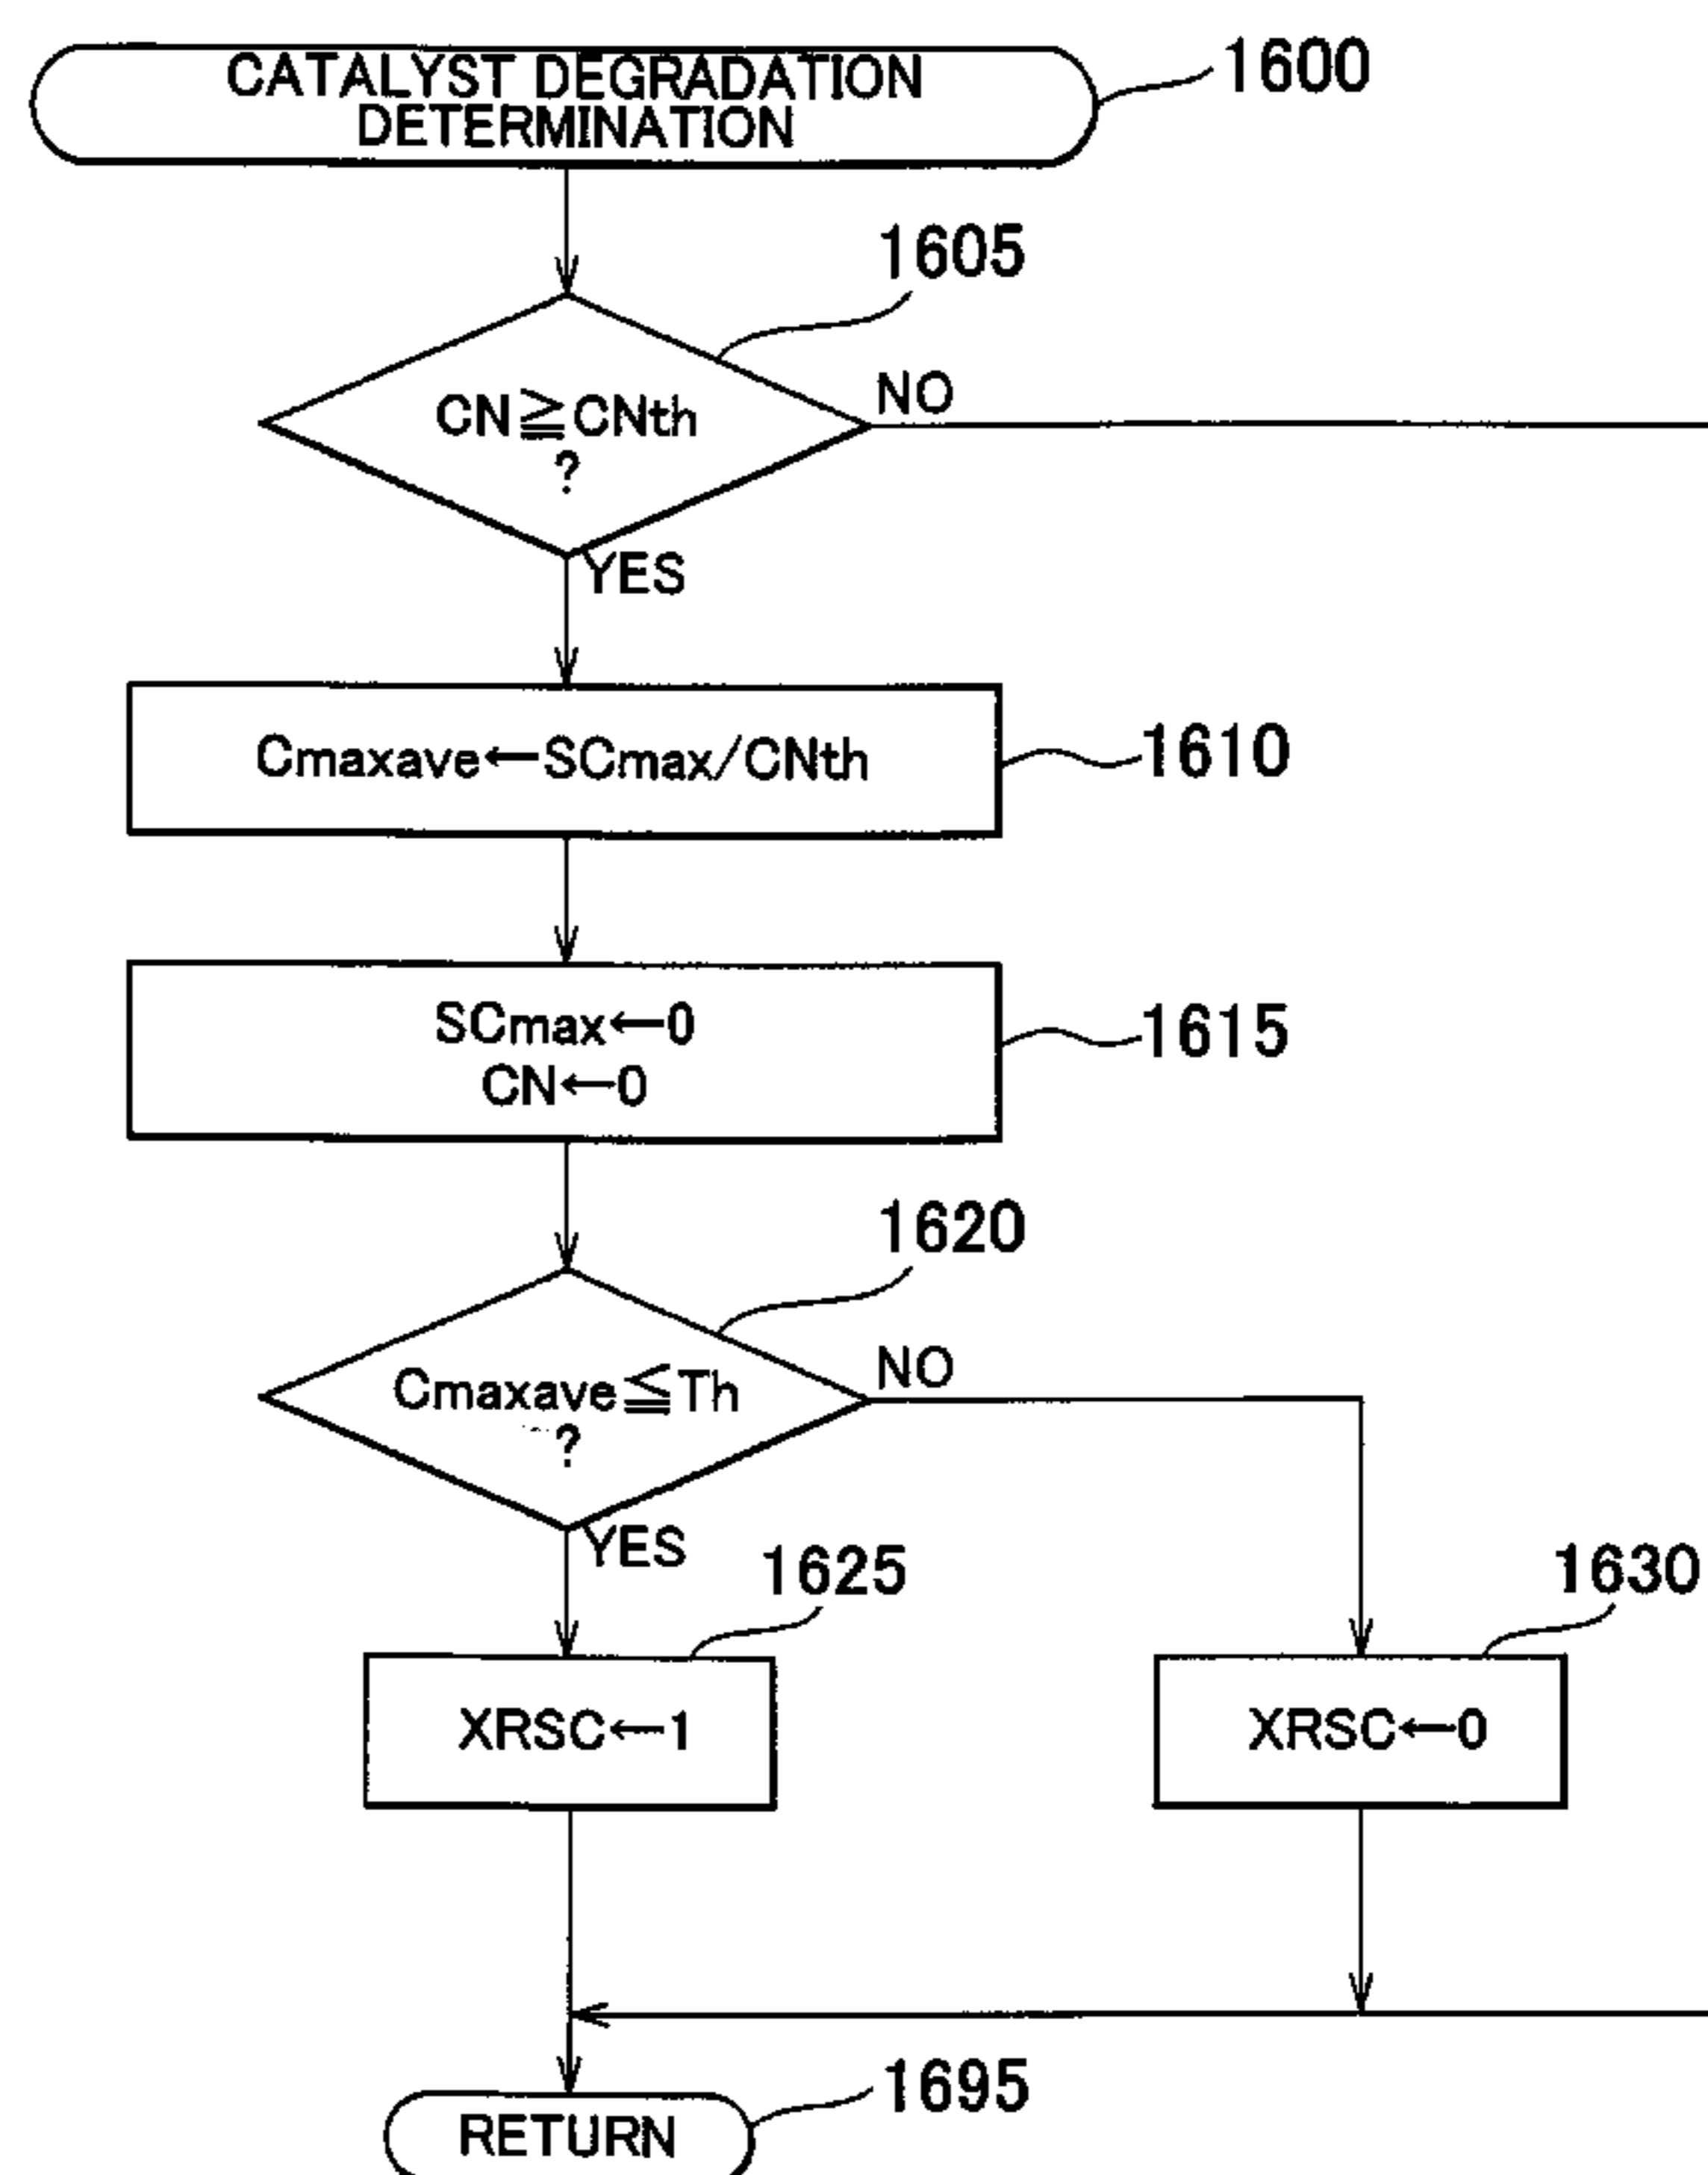 CATALYST DEGRADATION
DETERMINATION
1600
1605
CN≧CNth
?
NO
YES
Cmaxave←SCmax/CNth
1610
SCmax←0
CN←0
1615
1620
Cmaxave≦Th
?
NO
YES
1625
1630
XRSC←1
XRSC←0
1695
RETURN